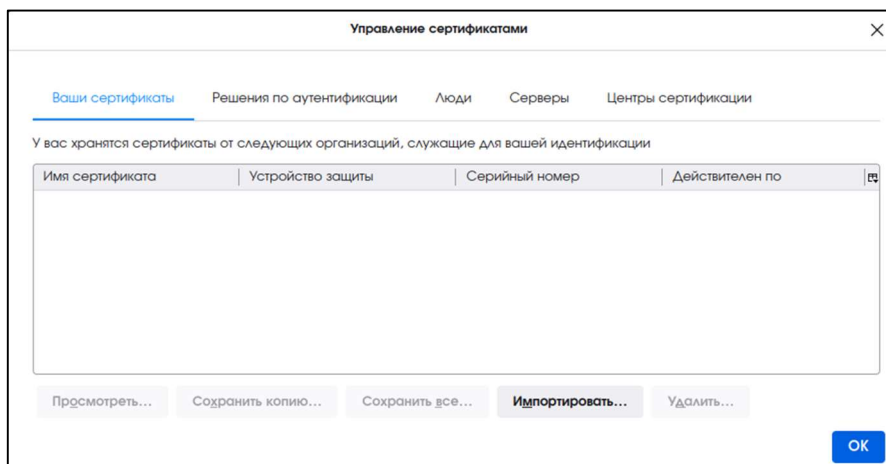 Управление сертификатами
Ваши сертификаты Решения по аутентификации Люди Серверы Центры сертификации
У вас хранятся сертификаты от следующих организаций, служащие для вашей идентификации
Имя сертификата Устройство защиты Серийный номер Действителен по
Просмотреть... Сохранить копию... Сохранить все... Импортировать... Удалить...
ОК